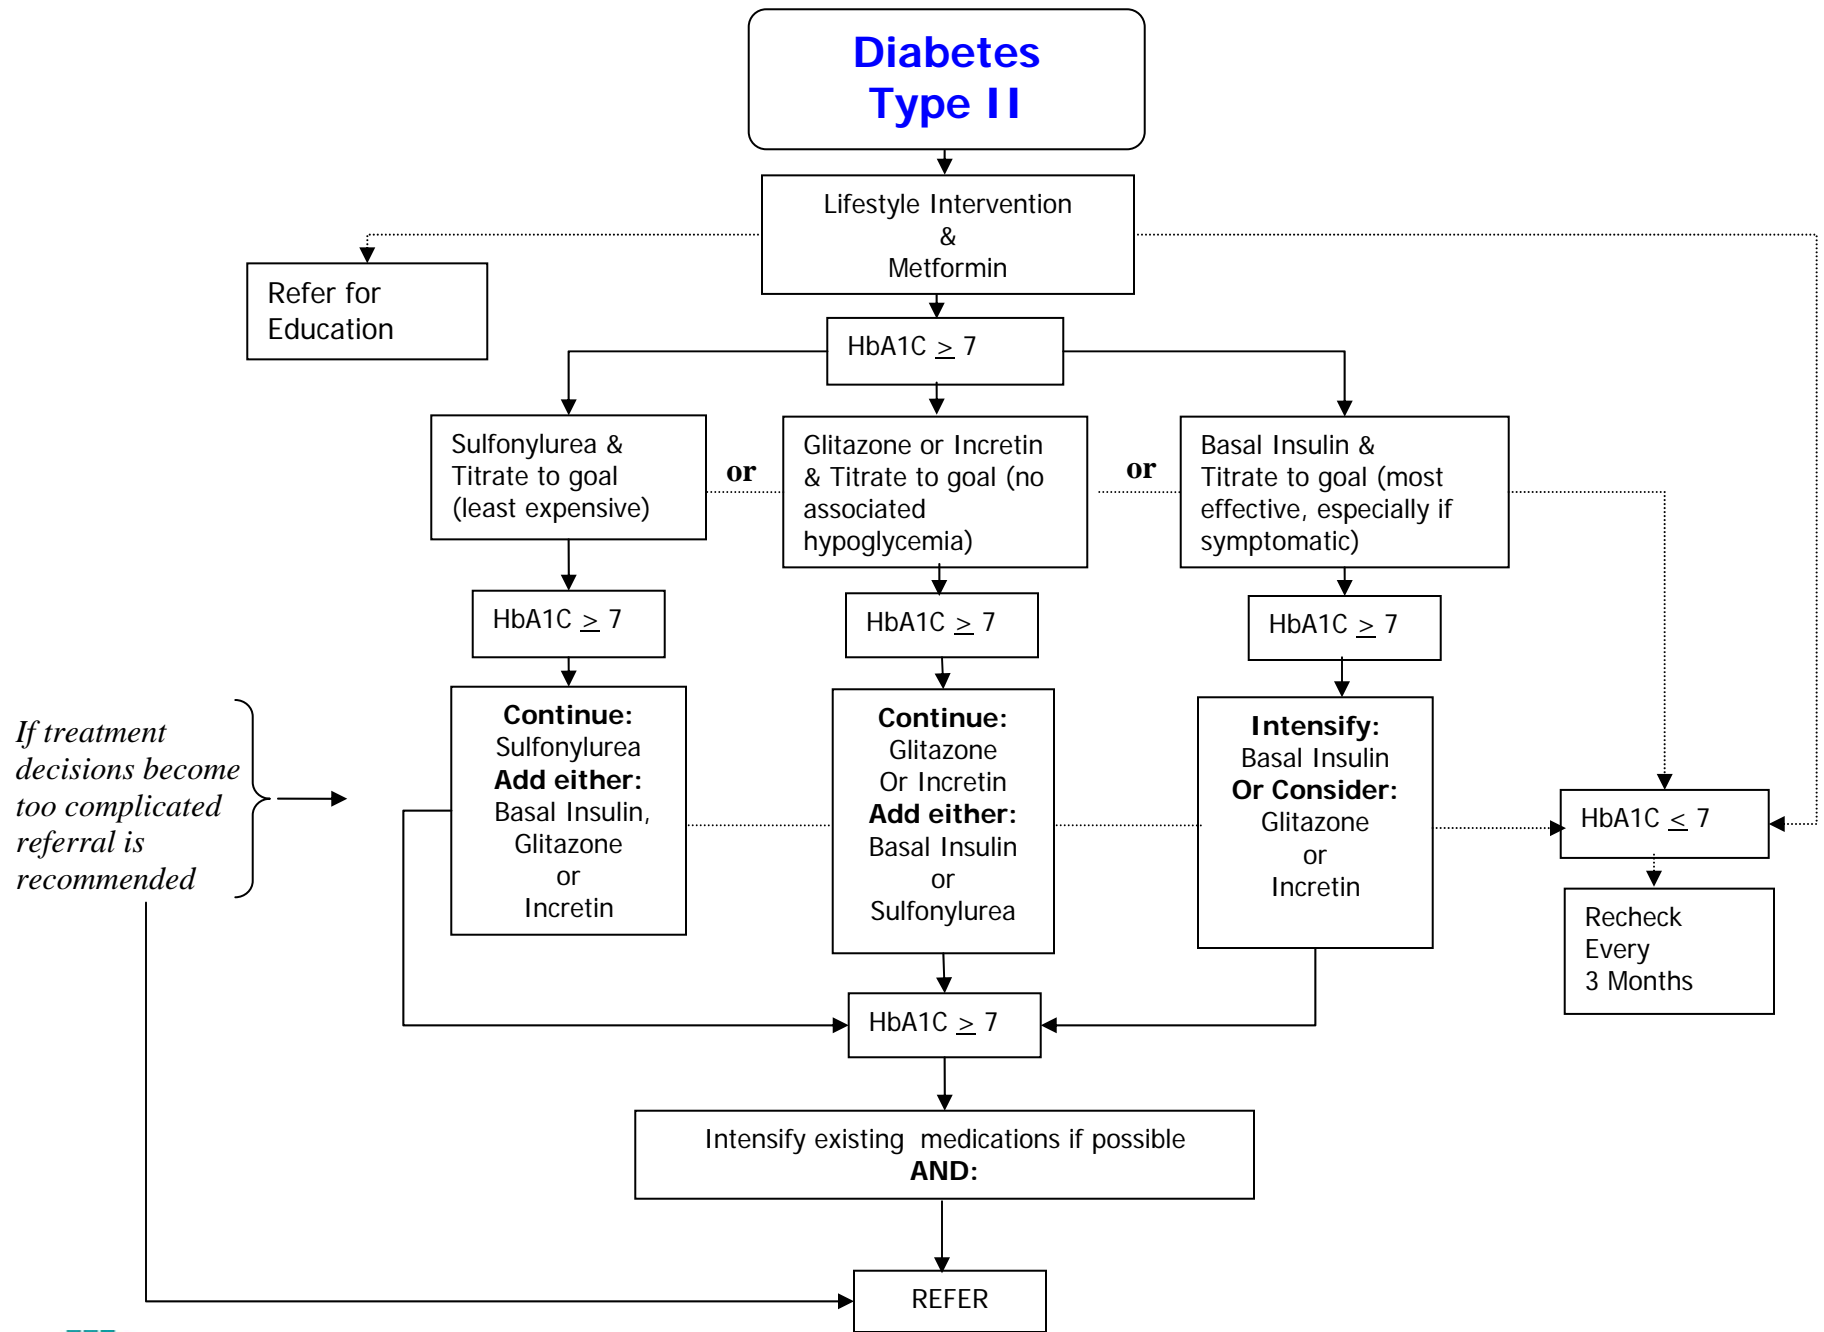 Diabetes
Type II
Lifestyle Intervention
&
Metformin
Refer for
Education
HbA1C ≥ 7
Sulfonylurea &
Titrate to goal
(least expensive)
or
Glitazone or Incretin
& Titrate to goal (no
associated
hypoglycemia)
or
Basal Insulin &
Titrate to goal (most
effective, especially if
symptomatic)
HbA1C ≥ 7
HbA1C ≥ 7
HbA1C ≥ 7
If treatment
decisions become
too complicated
referral is
recommended
Continue:
Sulfonylurea
Add either:
Basal Insulin,
Glitazone
or
Incretin
Continue:
Glitazone
Or Incretin
Add either:
Basal Insulin
or
Sulfonylurea
Intensify:
Basal Insulin
Or Consider:
Glitazone
or
Incretin
HbA1C ≤ 7
Recheck
Every
3 Months
HbA1C ≥ 7
Intensify existing  medications if possible
AND:
REFER